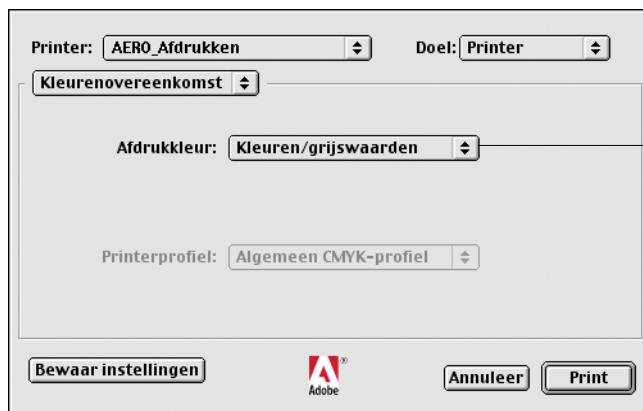 Printer: AERO_Afdrukken Doel: Printer
Kleurenovereenkomst
Afdrukkleur: Kleuren/grijswaarden
Printerprofiel: Algemeen CMYK-profiel
Bewaar instellingen Adobe® Annuleer Print